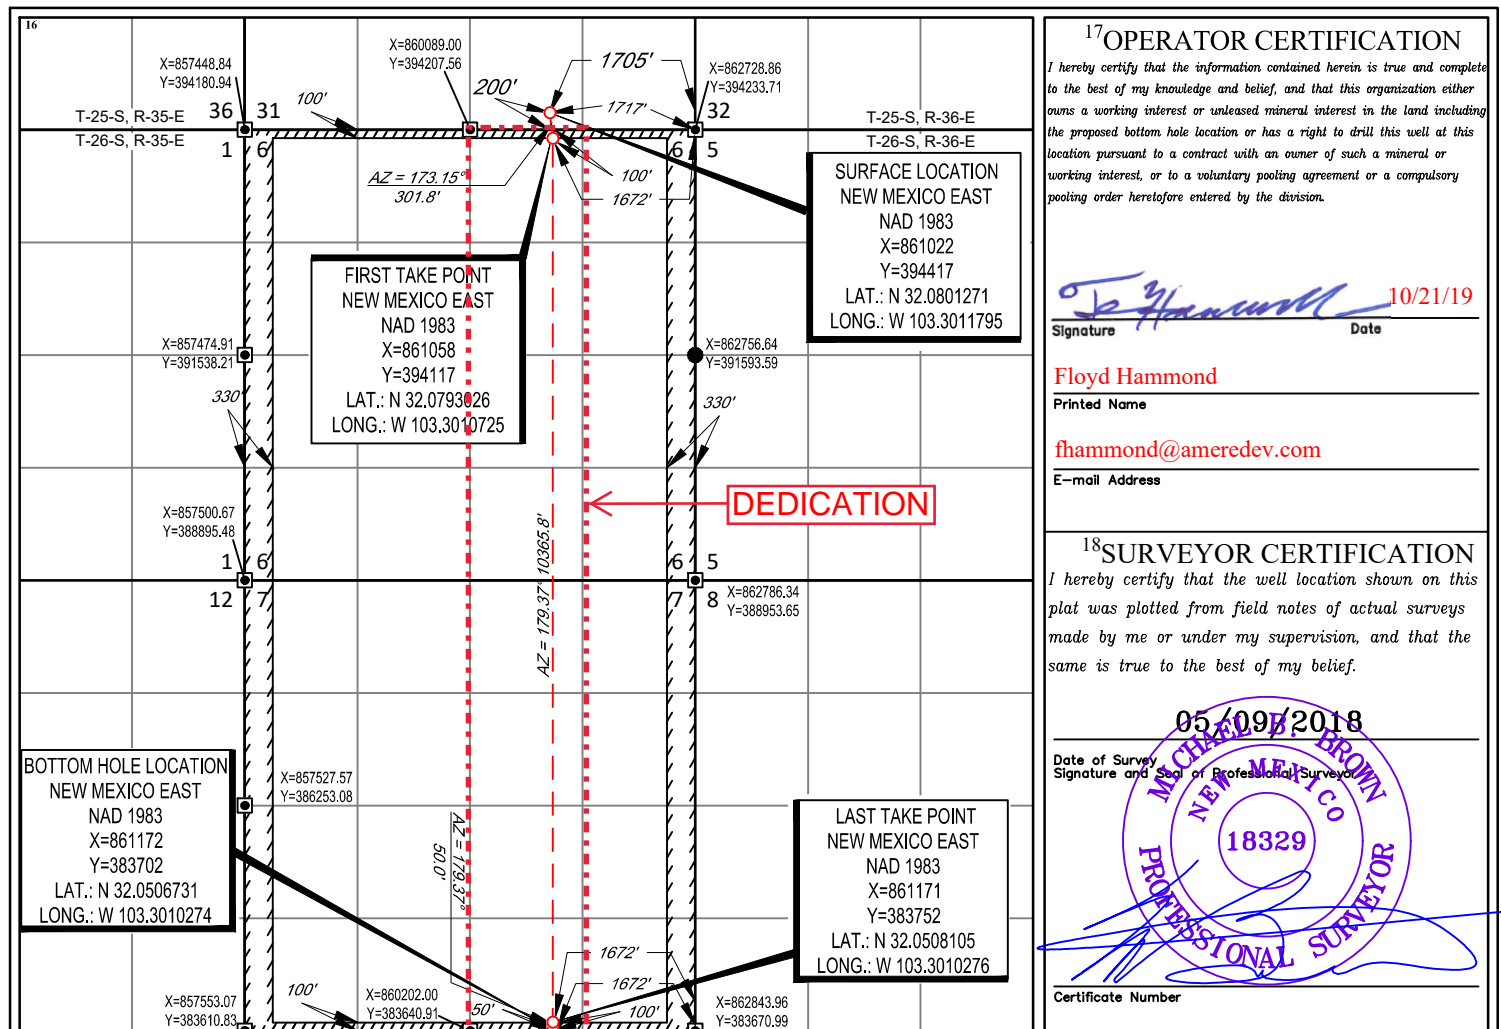 16
X=857448.84
Y=394180.94
X=860089.00
Y=394207.56
1705'
X=862728.86
Y=394233.71
200'
1717'
100'
36 31
32
T-25-S, R-35-E
T-26-S, R-35-E
T-25-S, R-36-E
T-26-S, R-36-E
1 6
6 5
AZ = 173.15°
301.8'
100'
1672'
SURFACE LOCATION
NEW MEXICO EAST
NAD 1983
X=861022
Y=394417
LAT.: N 32.0801271
LONG.: W 103.3011795
FIRST TAKE POINT
NEW MEXICO EAST
NAD 1983
X=861058
Y=394117
LAT.: N 32.0793026
LONG.: W 103.3010725
X=857474.91
Y=391538.21
X=862756.64
Y=391593.59
330'
330'
DEDICATION
X=857500.67
Y=388895.48
1 6
6 5
12 7
7 8
X=862786.34
Y=388953.65
AZ = 179.37° 10365.8'
BOTTOM HOLE LOCATION
NEW MEXICO EAST
NAD 1983
X=861172
Y=383702
LAT.: N 32.0506731
LONG.: W 103.3010274
X=857527.57
Y=386253.08
AZ = 179.37°
50.0'
LAST TAKE POINT
NEW MEXICO EAST
NAD 1983
X=861171
Y=383752
LAT.: N 32.0508105
LONG.: W 103.3010276
1672'
1672'
100'
100'
50'
X=857553.07
Y=383610.83
X=860202.00
Y=383640.91
X=862843.96
Y=383670.99
17 OPERATOR CERTIFICATION
I hereby certify that the information contained herein is true and complete
to the best of my knowledge and belief, and that this organization either
owns a working interest or unleased mineral interest in the land including
the proposed bottom hole location or has a right to drill this well at this
location pursuant to a contract with an owner of such a mineral or
working interest, or to a voluntary pooling agreement or a compulsory
pooling order heretofore entered by the division.
10/21/19
Signature Date
Floyd Hammond
Printed Name
fhammond@ameredev.com
E-mail Address
18 SURVEYOR CERTIFICATION
I hereby certify that the well location shown on this
plat was plotted from field notes of actual surveys
made by me or under my supervision, and that the
same is true to the best of my belief.
05/09/2018
Date of Survey
Signature and Seal of Professional Surveyor
MICHAEL B. BROWN
NEW MEXICO
18329
PROFESSIONAL SURVEYOR
Certificate Number